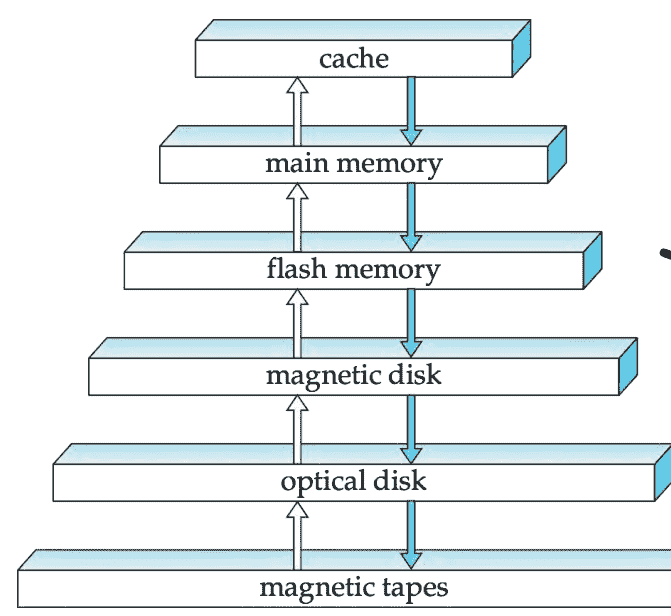 cache
main memory
flash memory
magnetic disk
optical disk
magnetic tapes